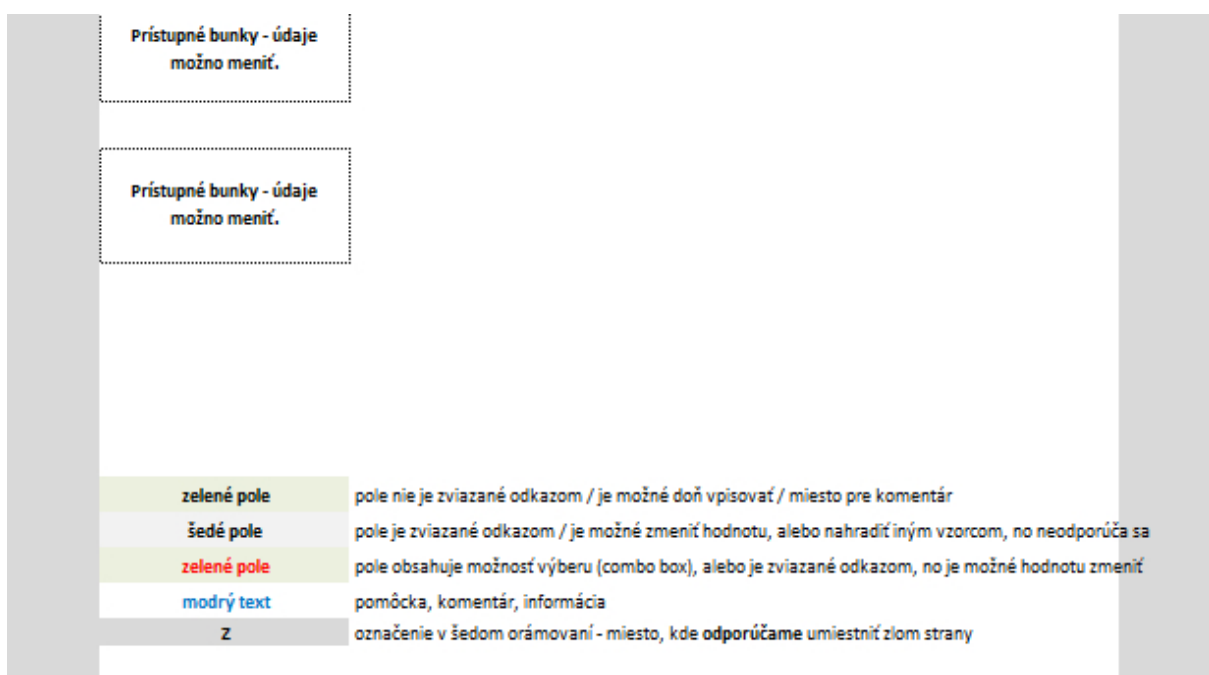 Prístupné bunky - údaje
možno meniť.
Prístupné bunky - údaje
možno meniť.
zelené pole pole nie je zviazané odkazom / je možné doň vpisovať / miesto pre komentár
šedé pole pole je zviazané odkazom / je možné zmeniť hodnotu, alebo nahradiť iným vzorcom, no neodporúča sa
zelené pole pole obsahuje možnosť výberu (combo box), alebo je zviazané odkazom, no je možné hodnotu zmeniť
modrý text pomôcka, komentár, informácia
Z označenie v šedom orámovaní - miesto, kde odporúčame umiestniť zlom strany